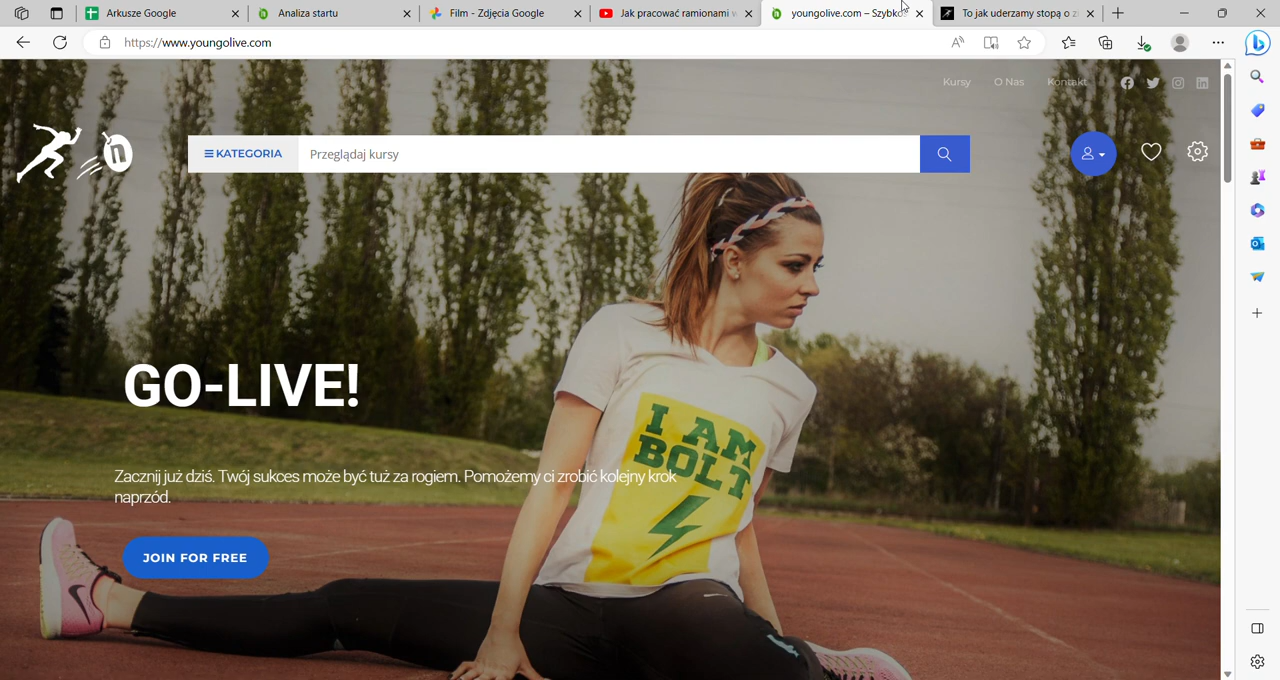 Arkusze Google
Analiza startu
Film - Zdjęcia Google
Jak pracować ramionami w
youngolive.com – Szybkoś
To jak uderzamy stopą o z
https://www.youngolive.com
Kursy O Nas Kontakt
n
KATEGORIA
Przeglądaj kursy
I AM
BOLT
GO-LIVE!
Zacznij już dziś. Twój sukces może być tuż za rogiem. Pomożemy ci zrobić kolejny krok
naprzód.
JOIN FOR FREE